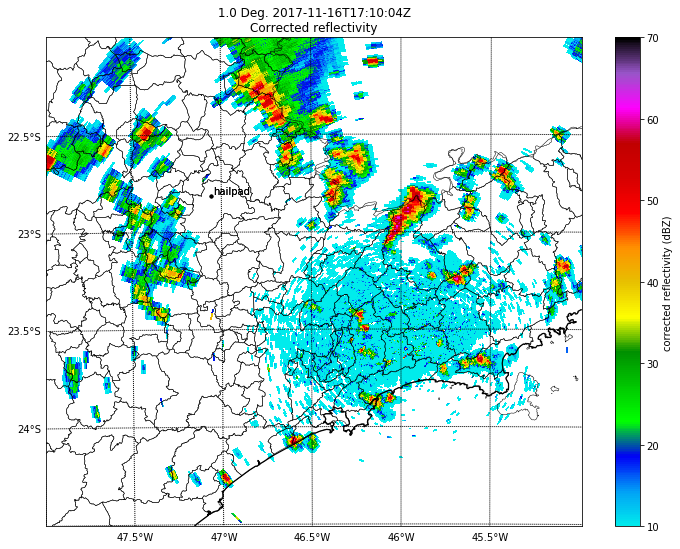 1.0 Deg. 2017-11-16T17:10:04Z
Corrected reflectivity
22.5°S
23°S
23.5°S
24°S
47.5°W
47°W
46.5°W
46°W
45.5°W
hailpad
70
60
50
40
30
20
10
corrected reflectivity (dBZ)